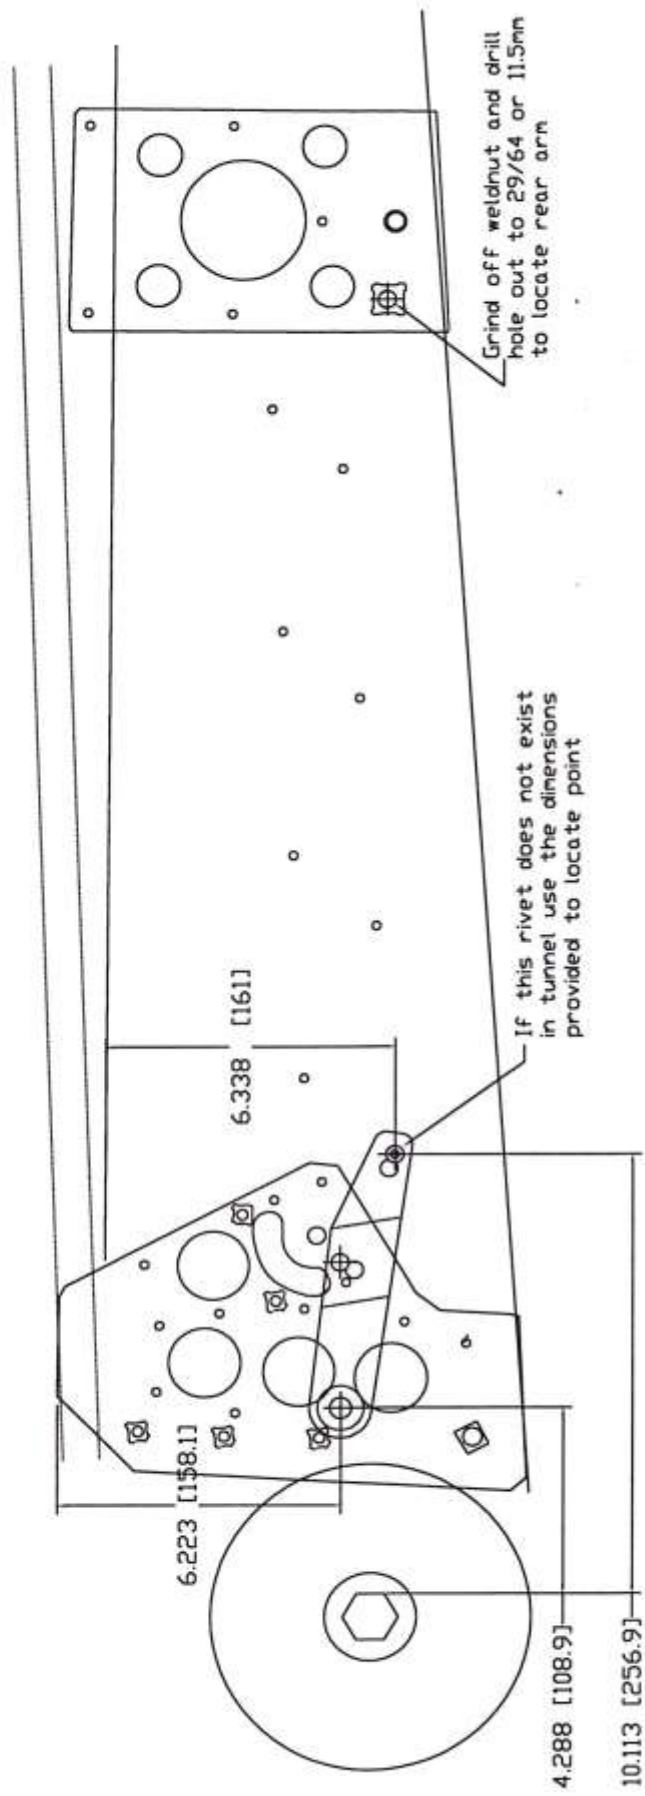 Grind off weldnut and drill
hole out to 29/64 or 11.5mm
to locate rear arm
If this rivet does not exist
in tunnel use the dimensions
provided to locate point
6.338 [161]
6.223 [158.1]
4.288 [108.9]
10.113 [256.9]